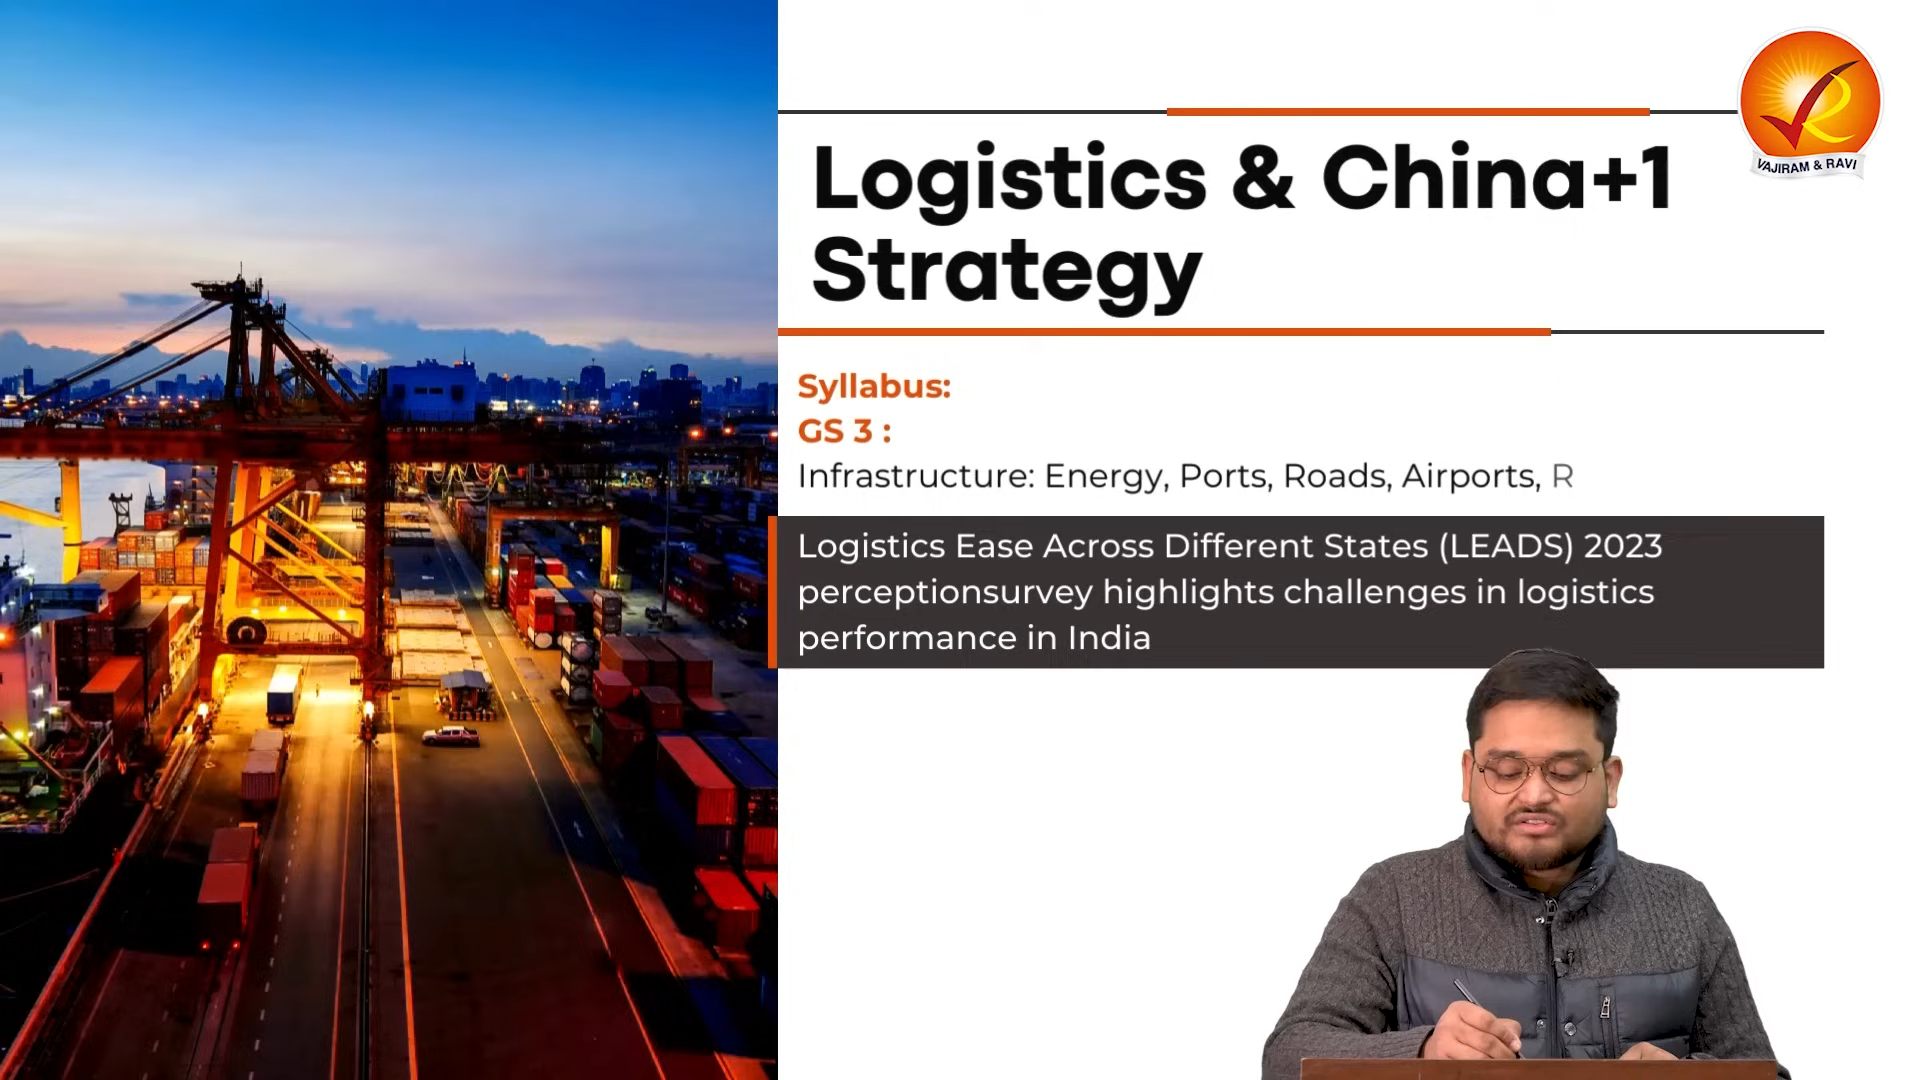 Logistics & China+1
Strategy
VAJIRAM & RAVI
Syllabus:
GS 3 :
Infrastructure: Energy, Ports, Roads, Airports, R
Logistics Ease Across Different States (LEADS) 2023
perceptionsurvey highlights challenges in logistics
performance in India